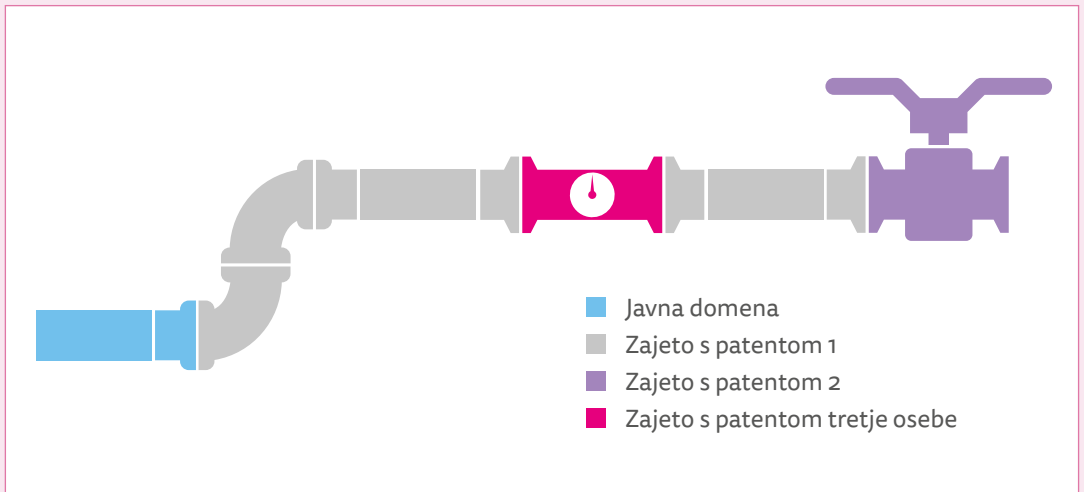 Javna domena
Zajeto s patentom 1
Zajeto s patentom 2
Zajeto s patentom tretje osebe